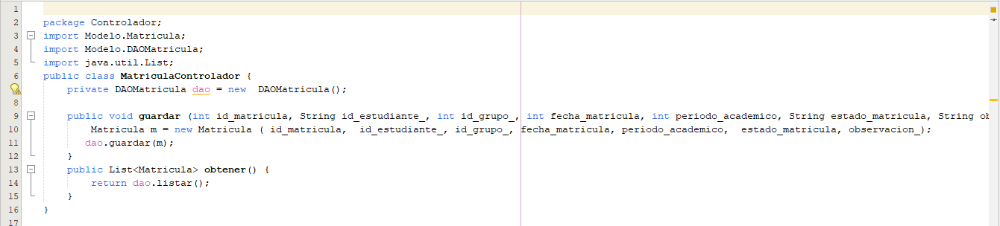 1
2 package Controlador;
3 import Modelo.Matricula;
4 import Modelo.DAOMatricula;
5 import java.util.List;
6 public class MatriculaControlador {
private DAOMatricula dao = new  DAOMatricula();
8
9 public void guardar (int id_matricula, String id_estudiante_, int id_grupo_, int fecha_matricula, int periodo_academico, String estado_matricula, String ob
10 Matricula m = new Matricula ( id_matricula,  id_estudiante_, id_grupo_, fecha_matricula, periodo_academico,  estado_matricula, observacion_);
11 dao.guardar(m);
12 }
13 public List<Matricula> obtener() {
14 return dao.listar();
15 }
16 }
17